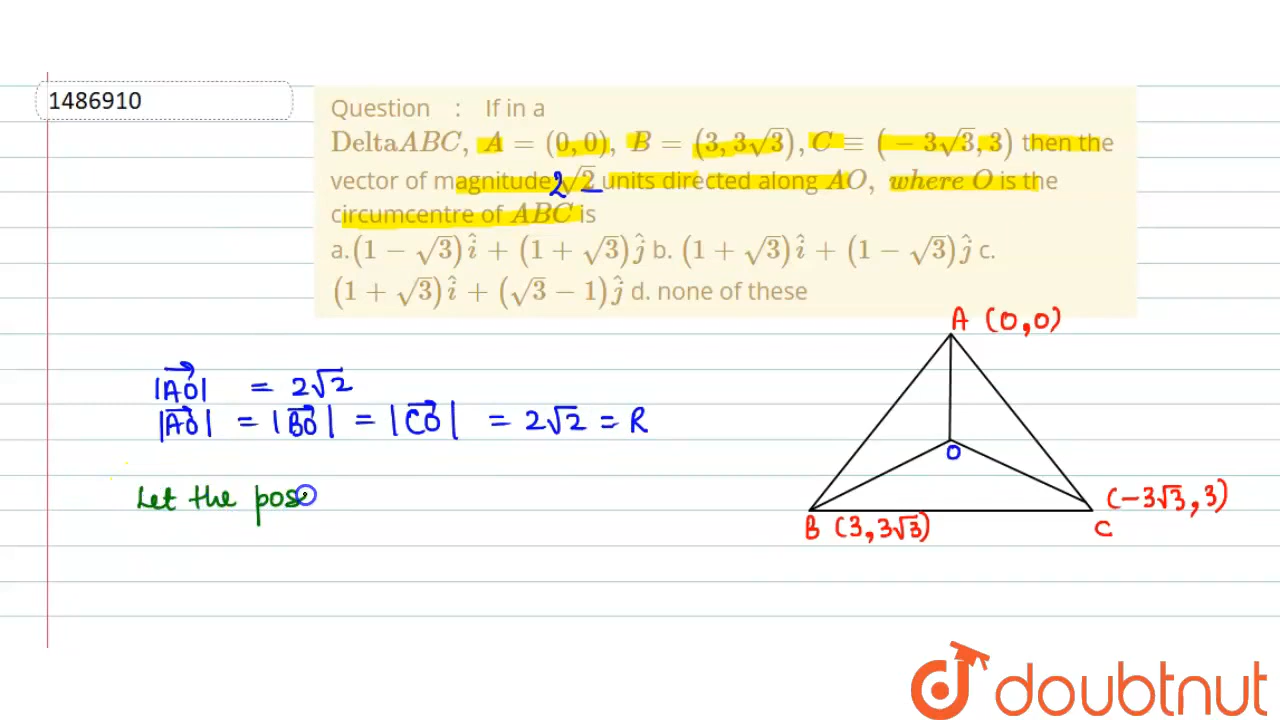 1486910
Question : If in a
DeltaABC, A = (0, 0), B = (3, 3√3), C ≡ (−3√3, 3) then the
vector of magnitude 2√2 units directed along AO, where O is the
circumcentre of ABC is
a.(1 − √3)î + (1 + √3)ĵ b. (1 + √3)î + (1 − √3)ĵ c.
(1 + √3)î + (√3 − 1)ĵ d. none of these
A (0,0)
|AO→| = 2√2
|AO→| = |BO→| = |CO→| = 2√2 = R
O
Let the pos
(-3√3, 3)
B (3, 3√3)
C
doubtnut